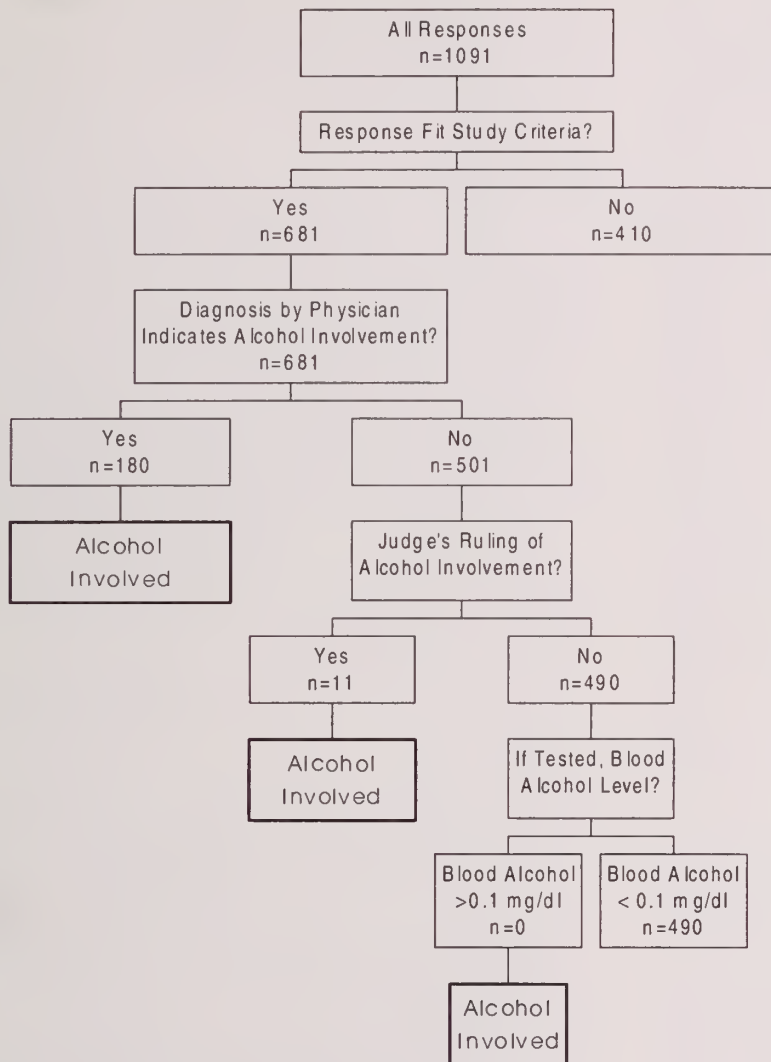 All Responses
n=1091
Response Fit Study Criteria?
Yes
n=681
No
n=410
Diagnosis by Physician
Indicates Alcohol Involvement?
n=681
Yes
n=180
No
n=501
Alcohol
Involved
Judge's Ruling of
Alcohol Involvement?
Yes
n=11
No
n=490
Alcohol
Involved
If Tested, Blood
Alcohol Level?
Blood Alcohol
>0.1 mg/dl
n=0
Blood Alcohol
< 0.1 mg/dl
n=490
Alcohol
Involved